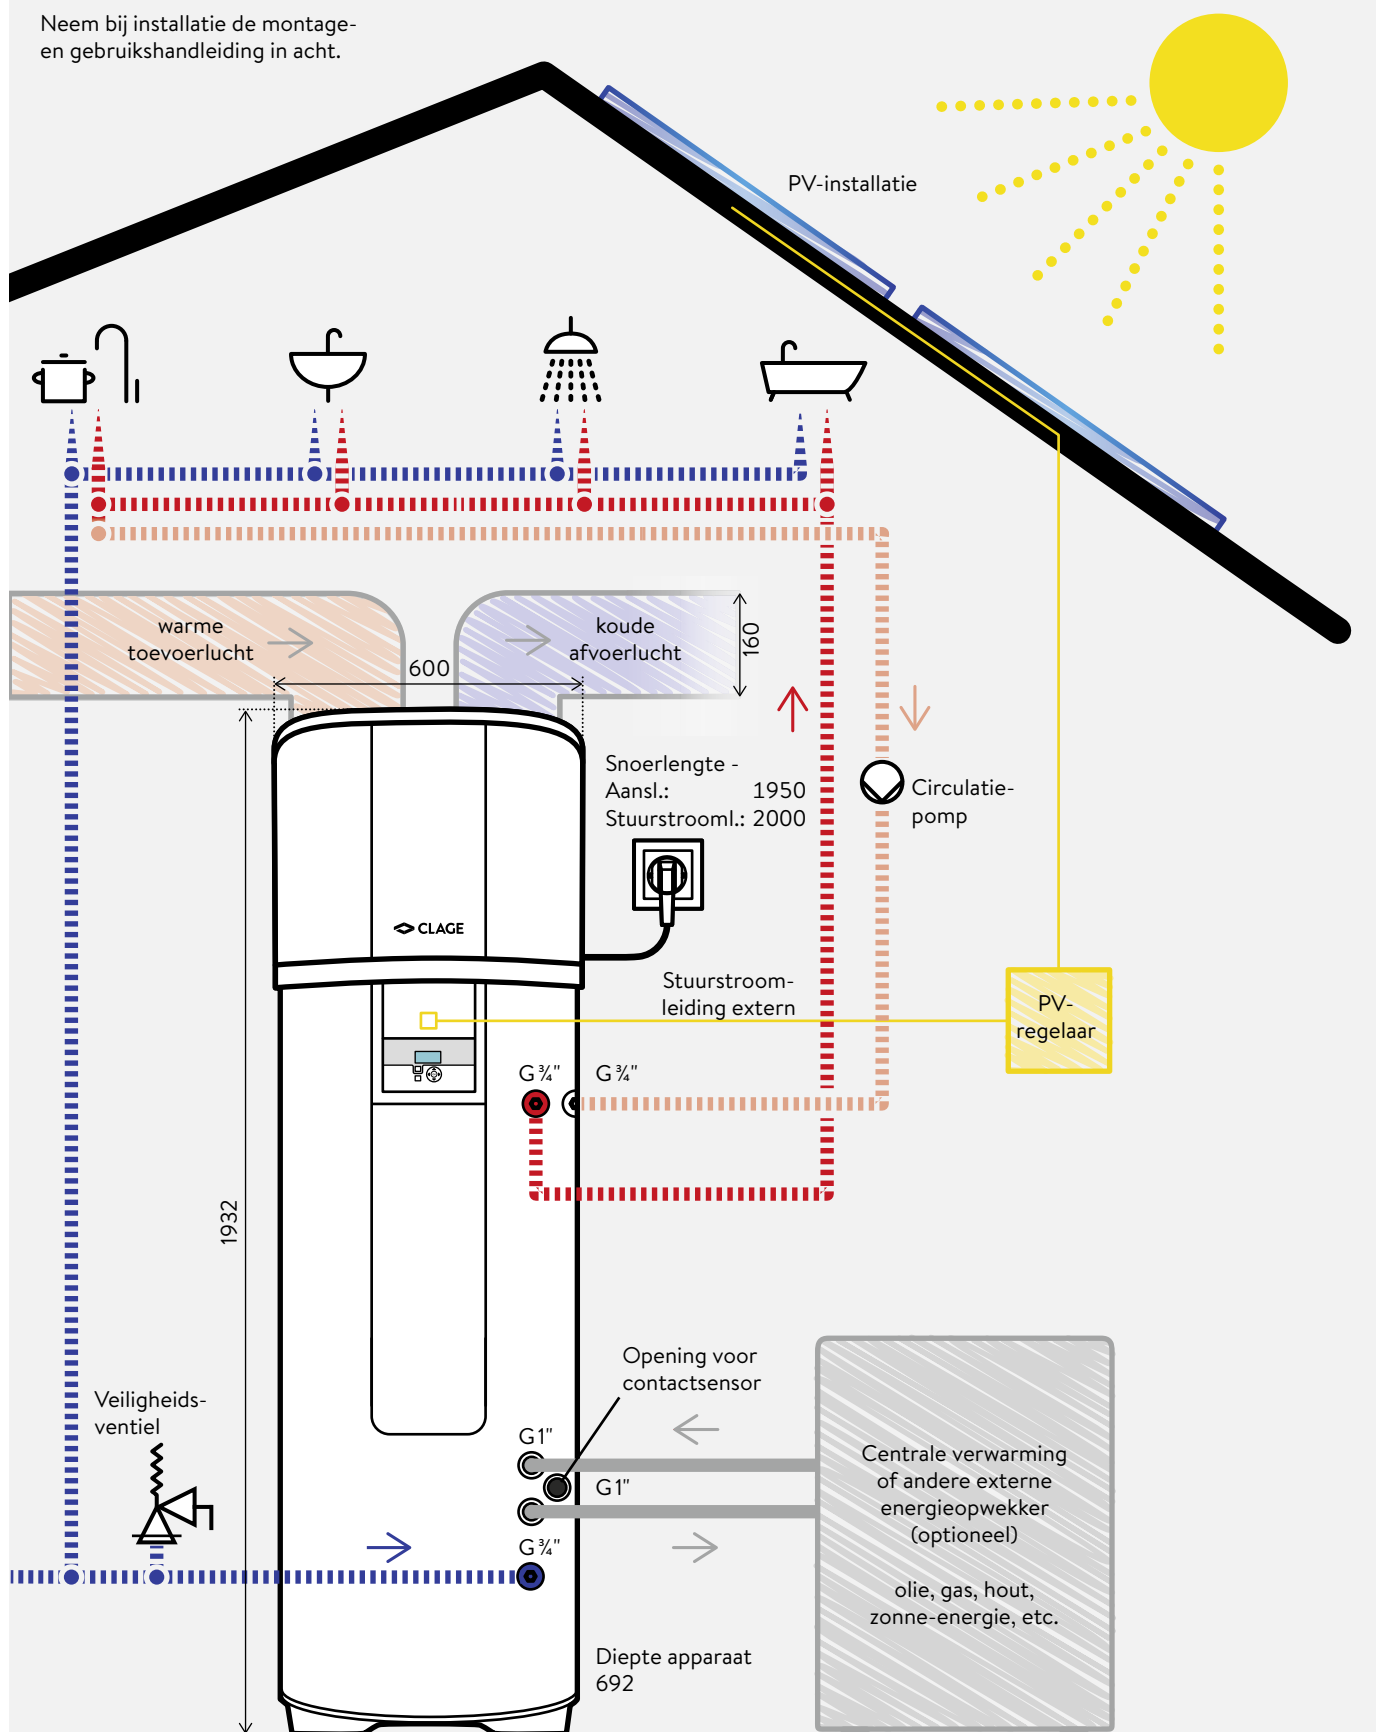 Neem bij installatie de montage-
en gebruikshandleiding in acht.
PV-installatie
warme
toevoerlucht
koude
afvoerlucht
160
600
Snoerlengte -
Aansl.: 1950
Stuurstrooml.: 2000
Circulatie-
pomp
CLAGE
Stuurstroom-
leiding extern
PV-
regelaar
G ¾" G ¾"
1932
Opening voor
contactsensor
Veiligheids-
ventiel
G 1"
G 1"
G ¾"
Centrale verwarming
of andere externe
energieopwekker
(optioneel)
olie, gas, hout,
zonne-energie, etc.
Diepte apparaat
692